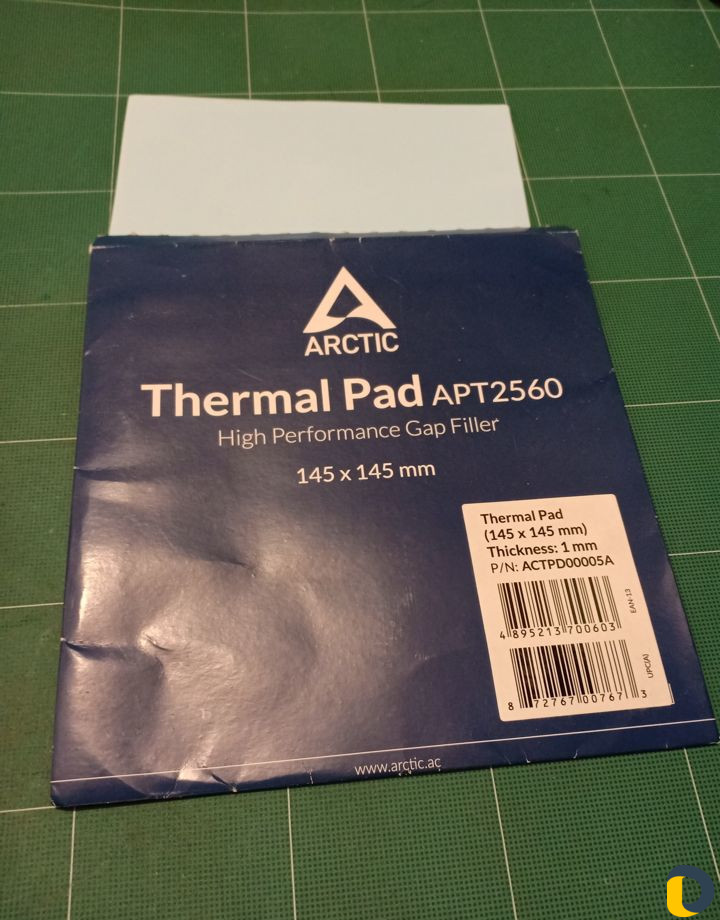 ARCTIC
Thermal Pad APT2560
High Performance Gap Filler
145 x 145 mm
Thermal Pad
(145 x 145 mm)
Thickness: 1 mm
P/N: ACTPD00005A
EAN-13
4 895213 700603
UPC(A)
8 72767 00767 3
www.arctic.ac